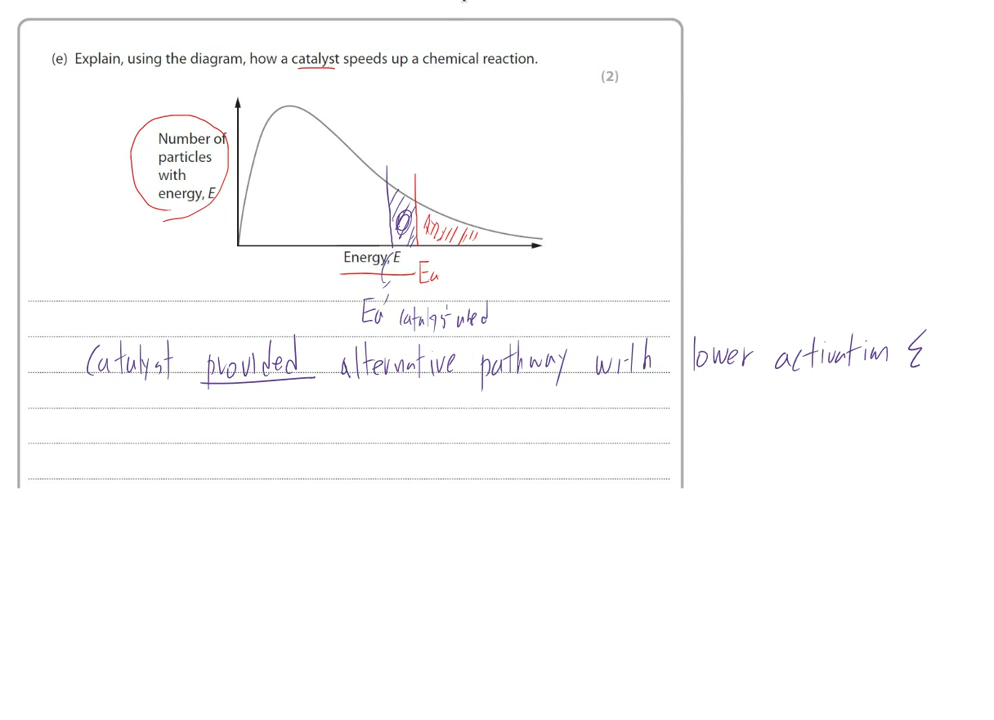 (e) Explain, using the diagram, how a catalyst speeds up a chemical reaction.
(2)
Number of
particles
with
energy, E
Energy, E
Ea
Ea catalysted
Catalyst provided alternative pathway with lower activation E